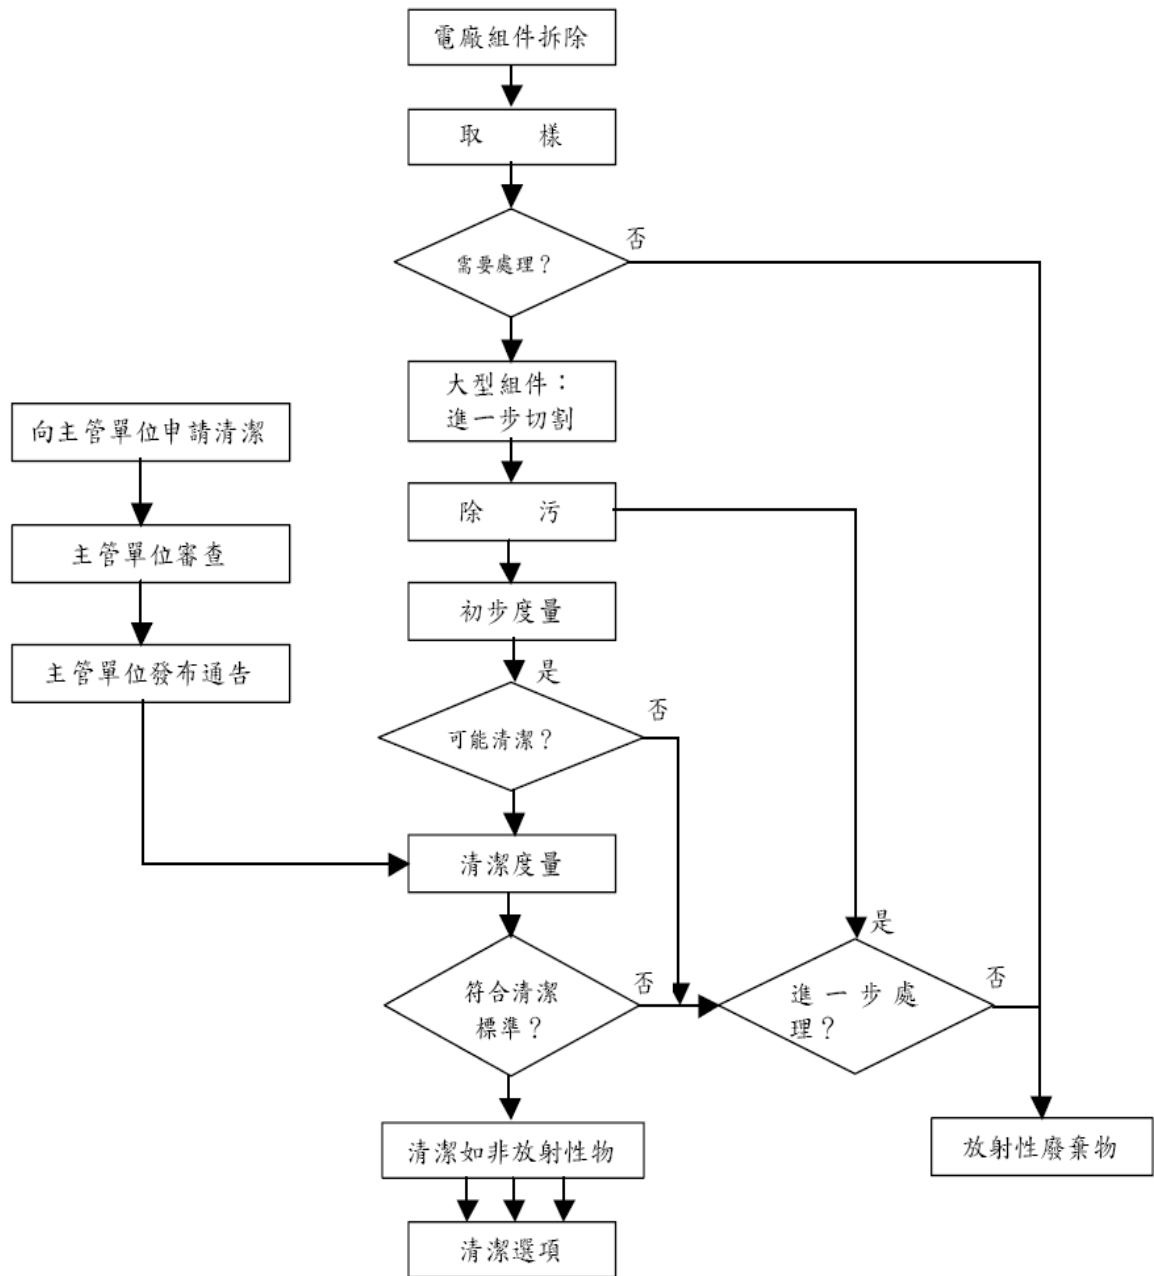 電廠組件拆除
取 樣
否
需要處理？
大型組件：
進一步切割
向主管單位申請清潔
除 污
主管單位審查
初步度量
主管單位發布通告
是
否
可能清潔？
清潔度量
是
否
否
符合清潔
標準？
進一步處
理？
清潔如非放射性物
放射性廢棄物
清潔選項